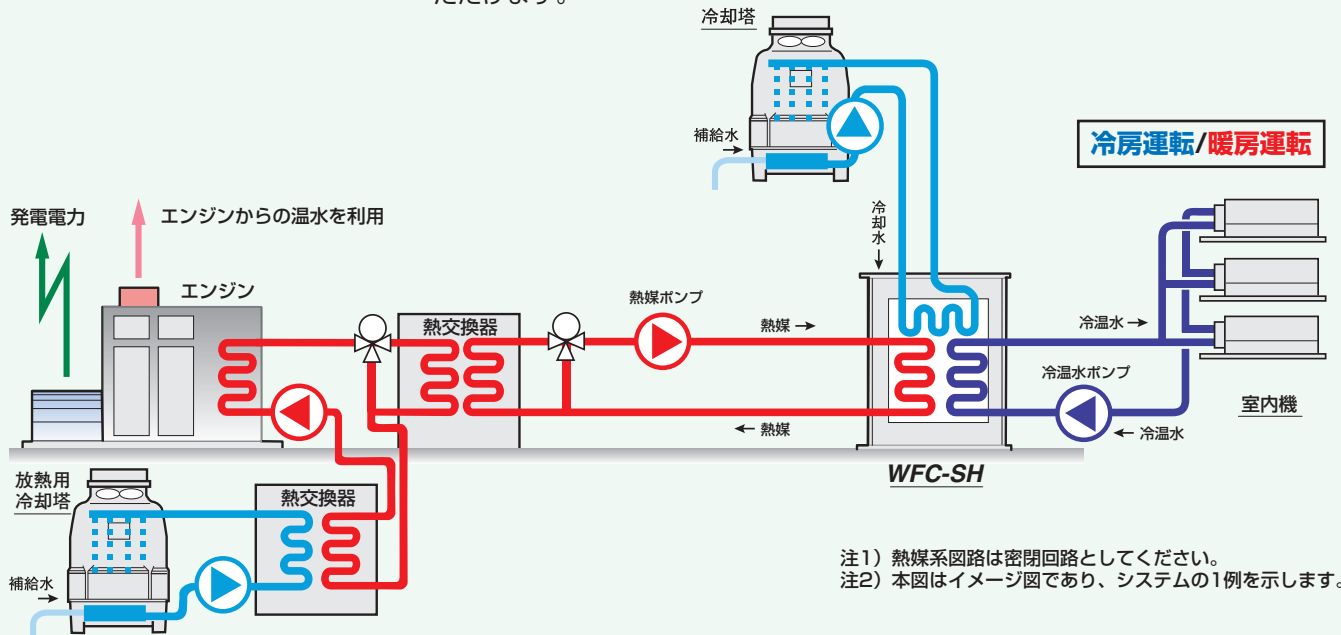 ただけます。
冷却塔
補給水
冷房運転/暖房運転
発電電力
エンジンからの温水を利用
冷却水
エンジン
熱媒ポンプ
熱交換器
熱媒
冷温水
冷温水ポンプ
室内機
熱媒
冷温水
WFC-SH
放熱用
冷却塔
熱交換器
補給水
注1）熱媒系図路は密閉回路としてください。
注2）本図はイメージ図であり、システムの1例を示します。